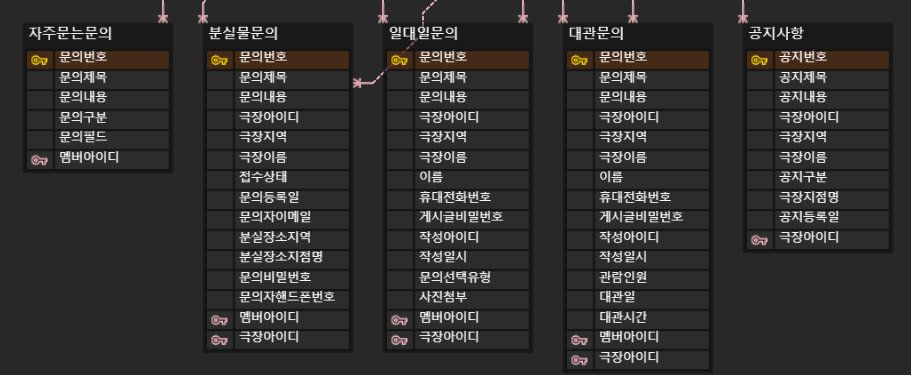 자주묻는문의
문의번호
문의제목
문의내용
문의구분
문의필드
멤버아이디
분실물문의
문의번호
문의제목
문의내용
극장아이디
극장지역
극장이름
접수상태
문의등록일
문의자이메일
분실장소지역
분실장소지점명
문의비밀번호
문의자핸드폰번호
멤버아이디
극장아이디
일대일문의
문의번호
문의제목
문의내용
극장아이디
극장지역
극장이름
이름
휴대전화번호
게시글비밀번호
작성아이디
작성일시
문의선택유형
사진첨부
멤버아이디
극장아이디
대관문의
문의번호
문의제목
문의내용
극장아이디
극장지역
극장이름
이름
휴대전화번호
게시글비밀번호
작성아이디
작성일시
관람인원
대관일
대관시간
멤버아이디
극장아이디
공지사항
공지번호
공지제목
공지내용
극장아이디
극장지역
극장이름
공지구분
극장지점명
공지등록일
극장아이디